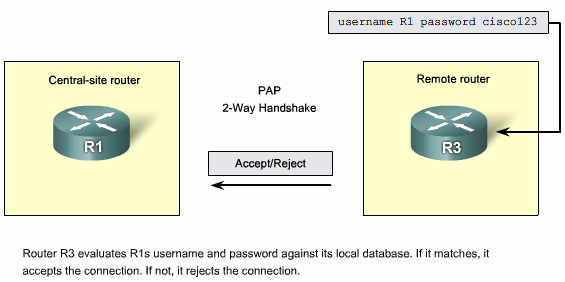 username R1 password cisco123
Central-site router
PAP
2-Way Handshake
Remote router
R1
R3
Accept/Reject
Router R3 evaluates R1s username and password against its local database. If it matches, it
accepts the connection. If not, it rejects the connection.